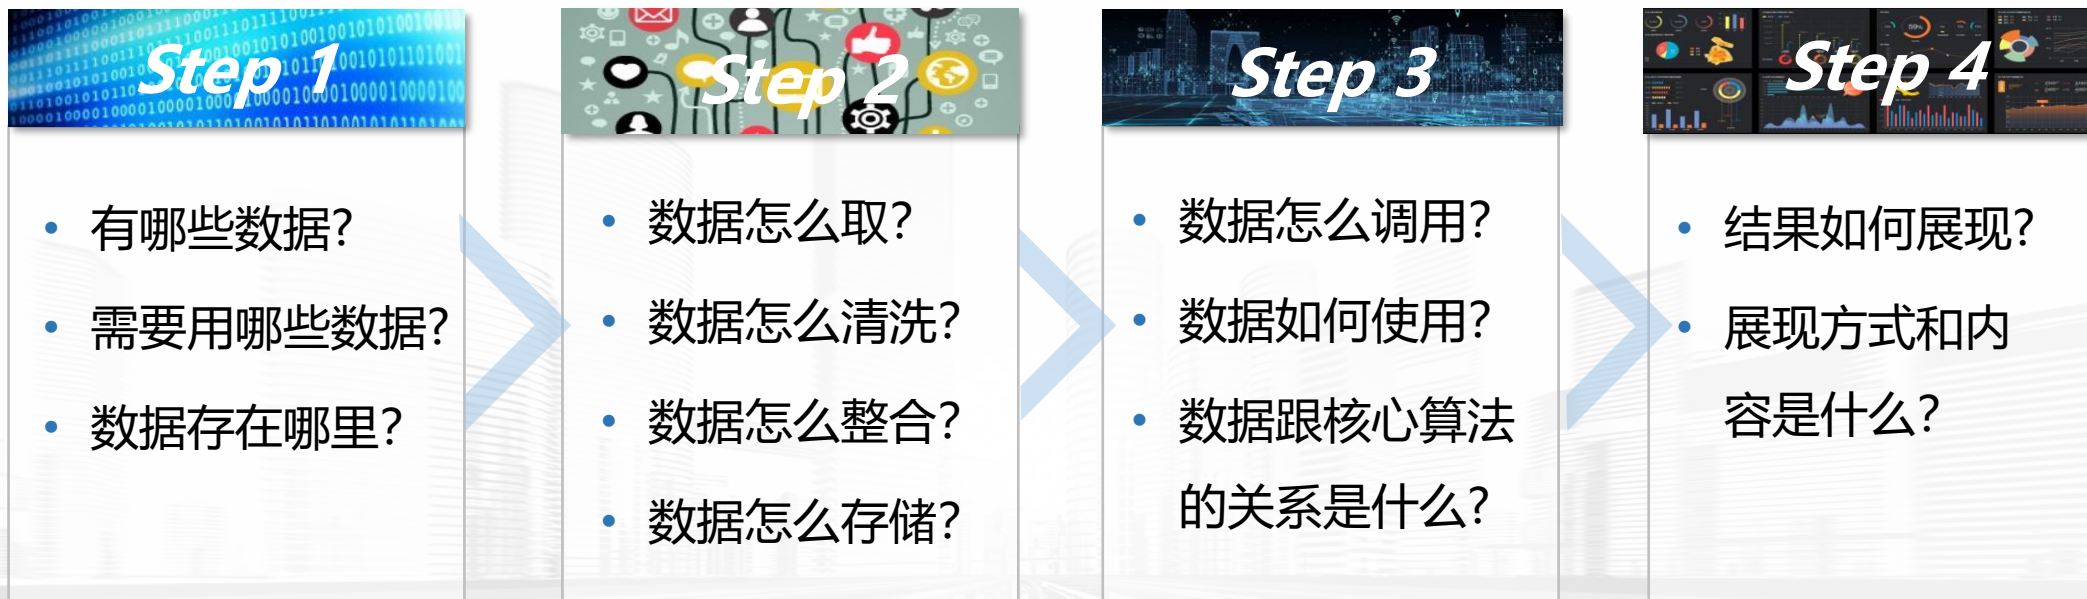 Step 1
有哪些数据?
需要用哪些数据?
数据存在哪里?
Step 2
数据怎么取?
数据怎么清洗?
数据怎么整合?
数据怎么存储?
Step 3
数据怎么调用?
数据如何使用?
数据跟核心算法
的关系是什么?
Step 4
结果如何展现?
展现方式和内
容是什么?